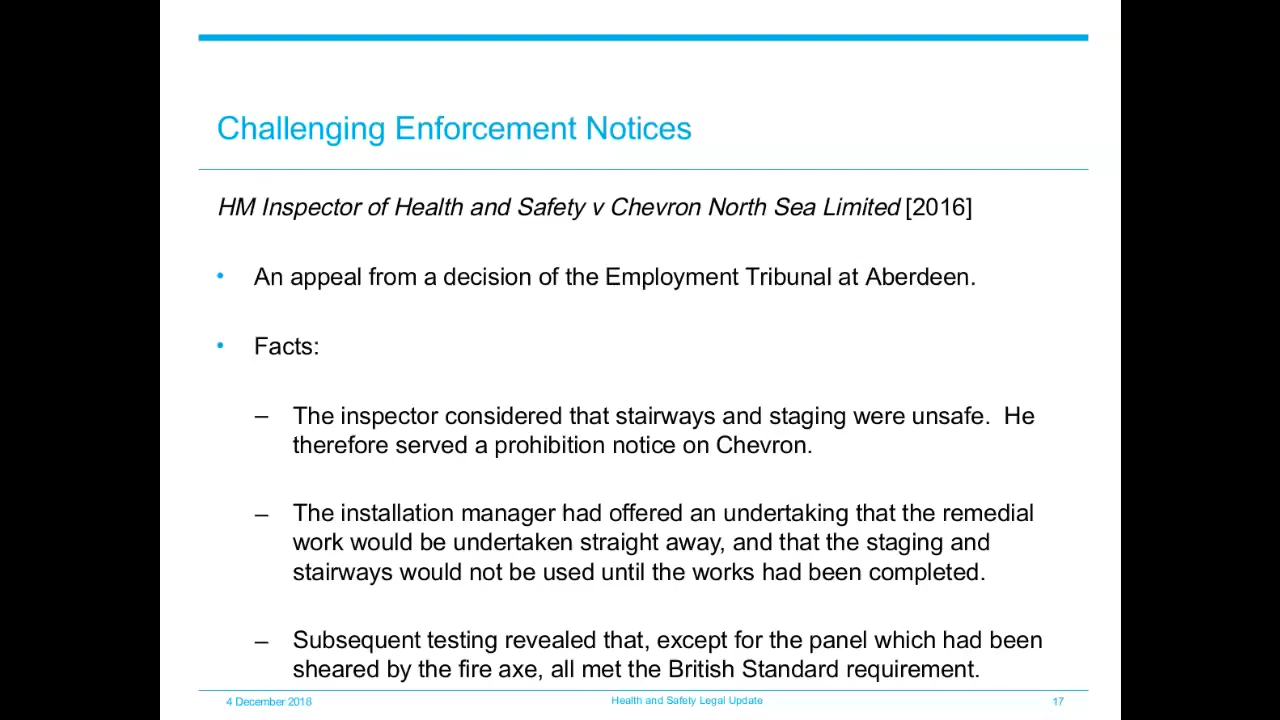 Challenging Enforcement Notices
HM Inspector of Health and Safety v Chevron North Sea Limited [2016]
• An appeal from a decision of the Employment Tribunal at Aberdeen.
• Facts:
– The inspector considered that stairways and staging were unsafe.  He
therefore served a prohibition notice on Chevron.
– The installation manager had offered an undertaking that the remedial
work would be undertaken straight away, and that the staging and
stairways would not be used until the works had been completed.
– Subsequent testing revealed that, except for the panel which had been
sheared by the fire axe, all met the British Standard requirement.
4 December 2018 Health and Safety Legal Update 17